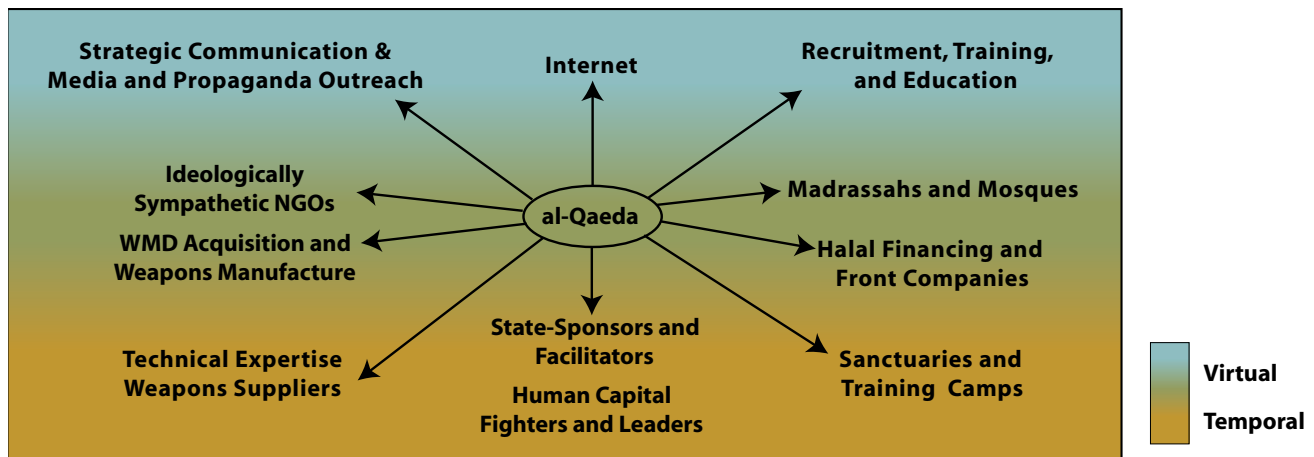 Strategic Communication &
Media and Propaganda Outreach
Internet
Recruitment, Training,
and Education
Ideologically
Sympathetic NGOs
al-Qaeda
Madrassahs and Mosques
WMD Acquisition and
Weapons Manufacture
Halal Financing and
Front Companies
Technical Expertise
Weapons Suppliers
State-Sponsors and
Facilitators
Human Capital
Fighters and Leaders
Sanctuaries and
Training Camps
Virtual
Temporal